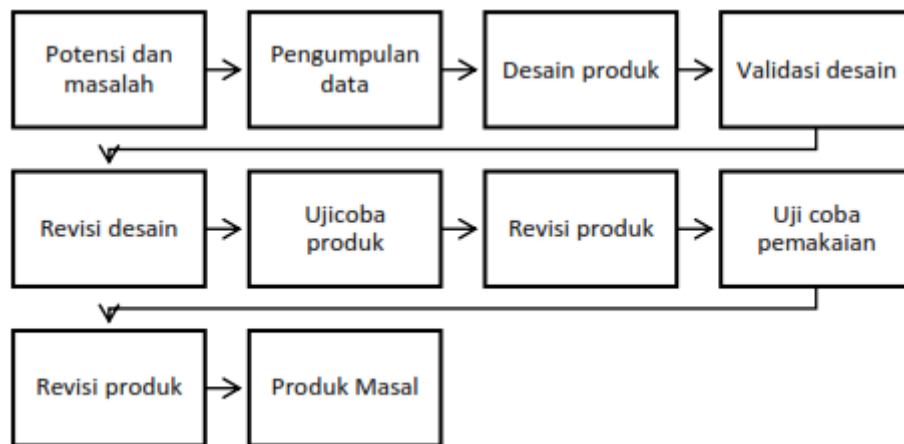 Potensi dan
masalah
Pengumpulan
data
Desain produk
Validasi desain
Revisi desain
Ujicoba
produk
Revisi produk
Uji coba
pemakaian
Revisi produk
Produk Masal